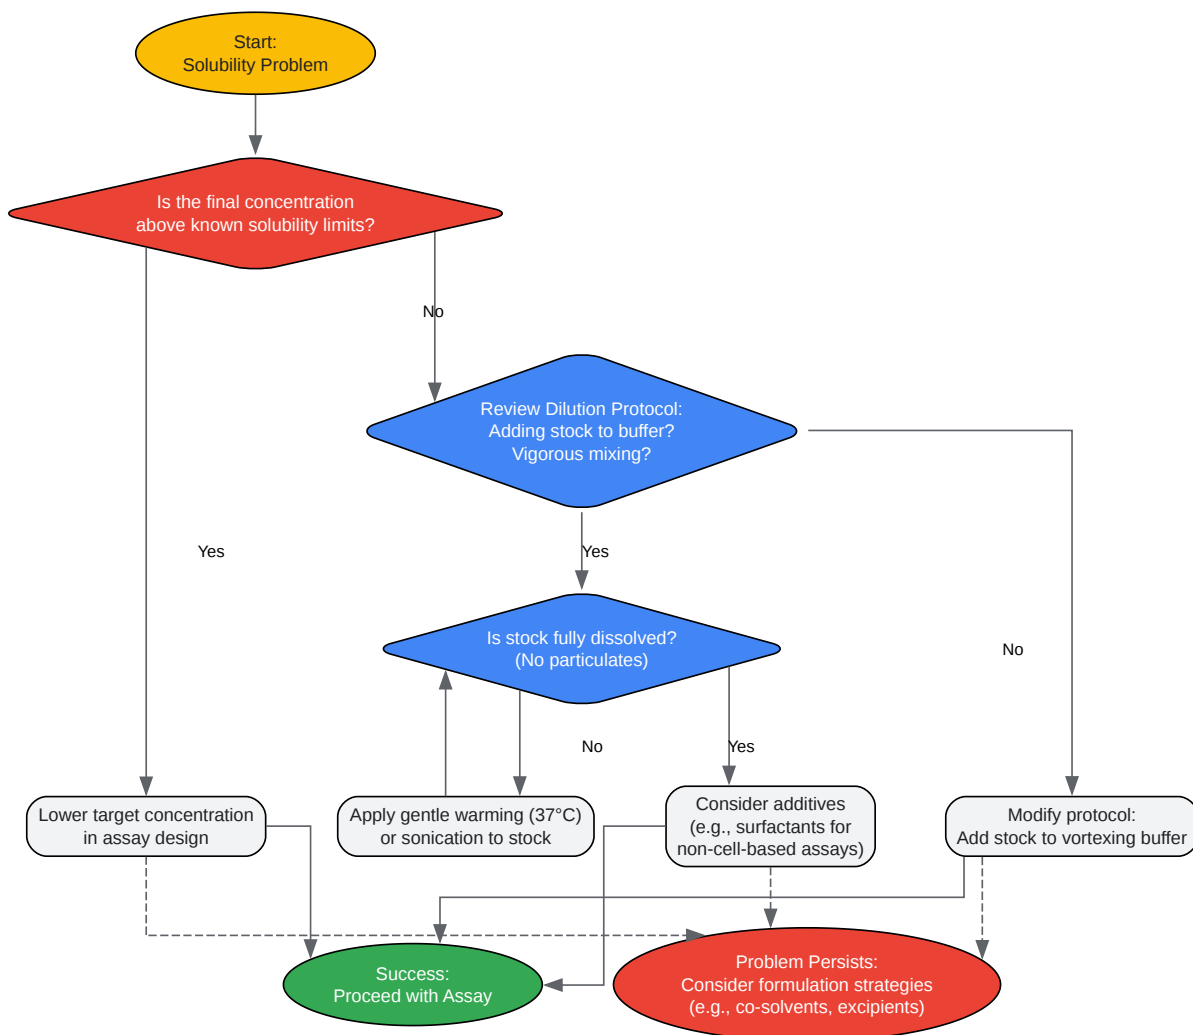 Start:
Solubility Problem
Is the final concentration
above known solubility limits?
No
Review Dilution Protocol:
Adding stock to buffer?
Vigorous mixing?
Yes
Yes
Is stock fully dissolved?
(No particulates)
No
No
Yes
Lower target concentration
in assay design
Apply gentle warming (37°C)
or sonication to stock
Consider additives
(e.g., surfactants for
non-cell-based assays)
Modify protocol:
Add stock to vortexing buffer
Success:
Proceed with Assay
Problem Persists:
Consider formulation strategies
(e.g., co-solvents, excipients)